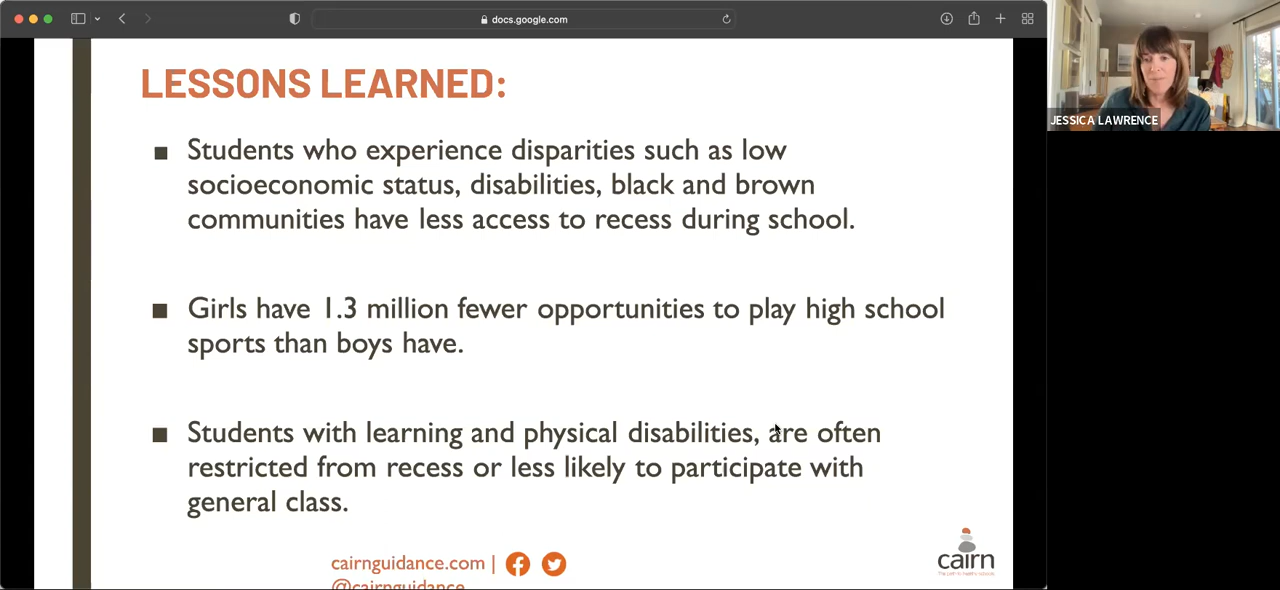 docs.google.com
JESSICA LAWRENCE
LESSONS LEARNED:
■ Students who experience disparities such as low
socioeconomic status, disabilities, black and brown
communities have less access to recess during school.
■ Girls have 1.3 million fewer opportunities to play high school
sports than boys have.
■ Students with learning and physical disabilities, are often
restricted from recess or less likely to participate with
general class.
cairnguidance.com |
@cairnguidance
cairn